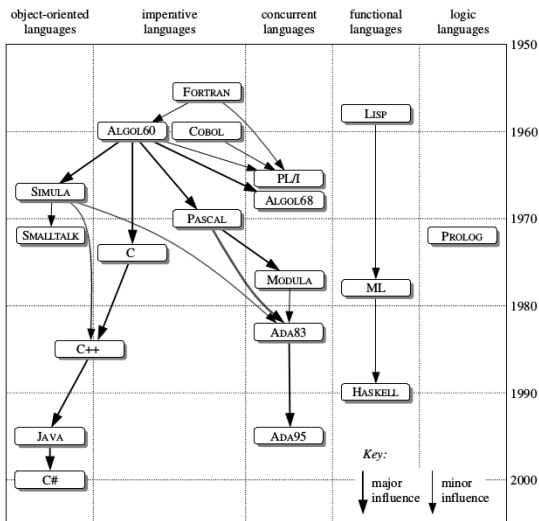 object-oriented languages
imperative languages
concurrent languages
functional languages
logic languages
1950
FORTRAN
LISP
ALGOL60
COBOL
1960
PL/I
SIMULA
ALGOL68
PASCAL
1970
SMALLTALK
PROLOG
C
MODULA
ML
1980
ADA83
C++
HASKELL
1990
JAVA
ADA95
Key:
C#
major influence
minor influence
2000